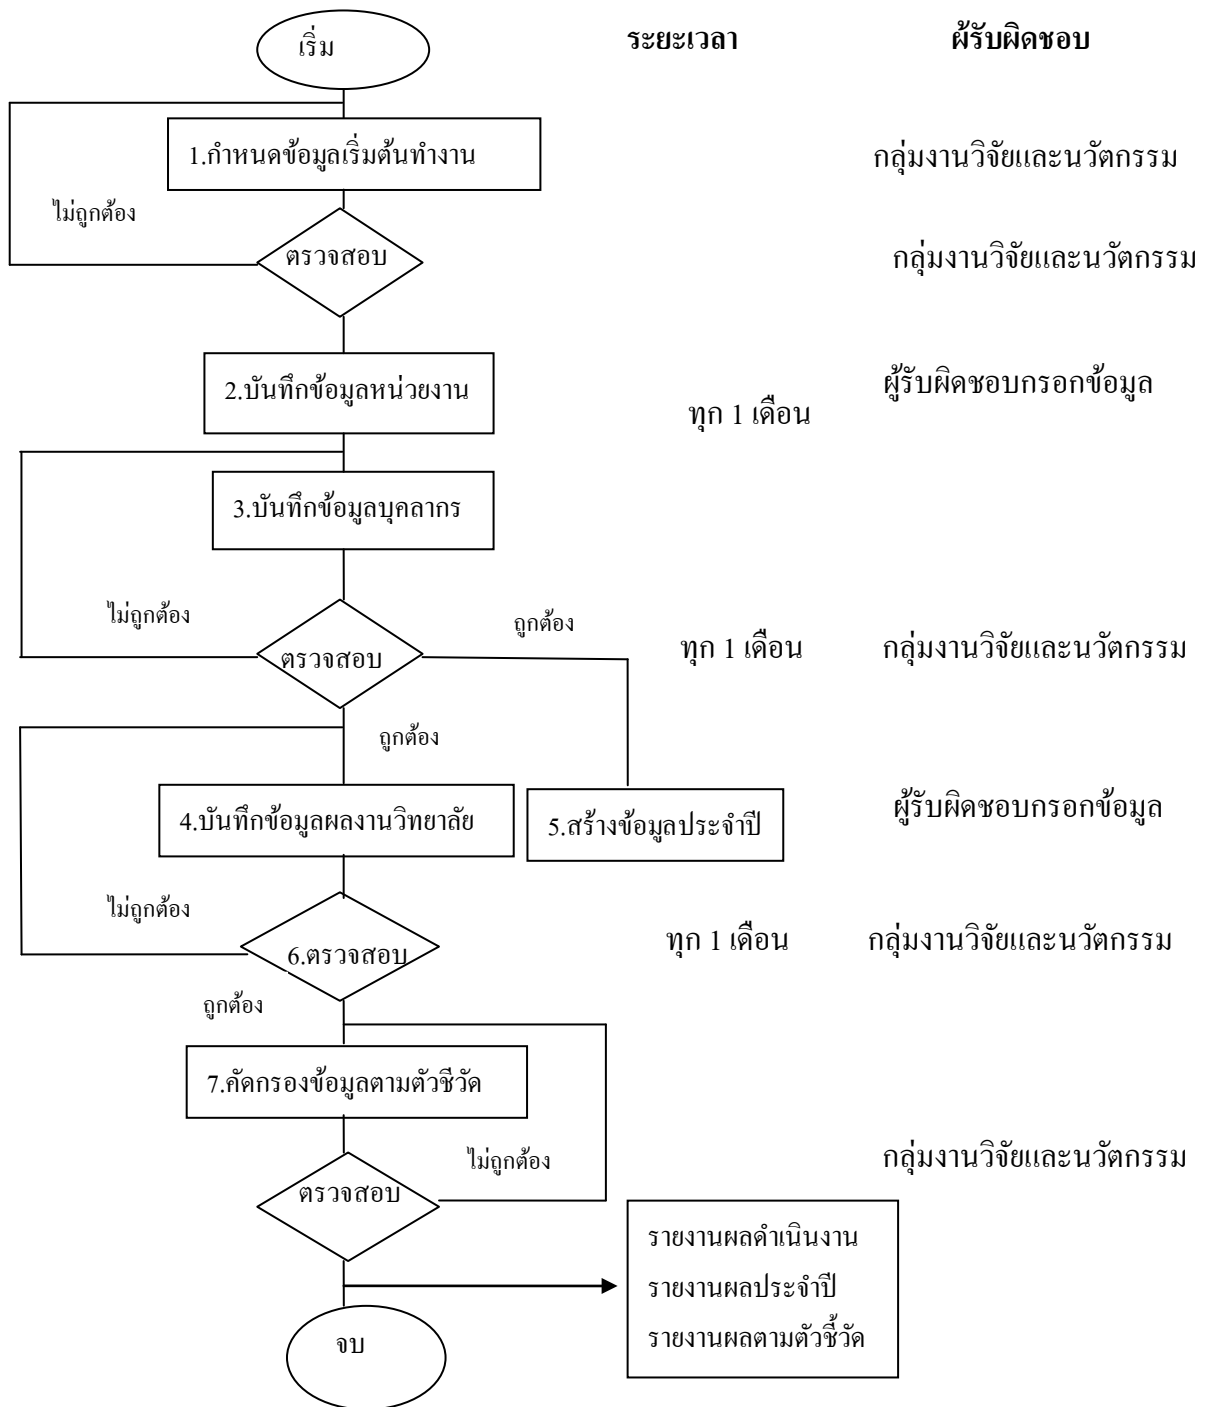 เริ่ม
ระยะเวลา
ผ้รับผิดชอบ
1.กำหนดข้อมูลเริ่มต้นทำงาน
กลุ่มงานวิจัยและนวัตกรรม
ไม่ถูกต้อง
ตรวจสอบ
กลุ่มงานวิจัยและนวัตกรรม
2.บันทึกข้อมูลหน่วยงาน
ทุก 1 เดือน
ผู้รับผิดชอบกรอกข้อมูล
3.บันทึกข้อมูลบุคลากร
ไม่ถูกต้อง
ถูกต้อง
ตรวจสอบ
ทุก 1 เดือน
กลุ่มงานวิจัยและนวัตกรรม
ถูกต้อง
4.บันทึกข้อมูลผลงานวิทยาลัย
5.สร้างข้อมูลประจำปี
ผู้รับผิดชอบกรอกข้อมูล
ไม่ถูกต้อง
6.ตรวจสอบ
ทุก 1 เดือน
กลุ่มงานวิจัยและนวัตกรรม
ถูกต้อง
7.คัดกรองข้อมูลตามตัวชีวัด
ไม่ถูกต้อง
ตรวจสอบ
กลุ่มงานวิจัยและนวัตกรรม
รายงานผลดำเนินงาน
รายงานผลประจำปี
รายงานผลตามตัวชี้วัด
จบ